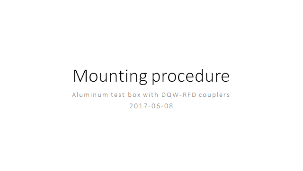 Mounting procedure
Aluminum test box with DQW-RFD couplers
2017-06-08